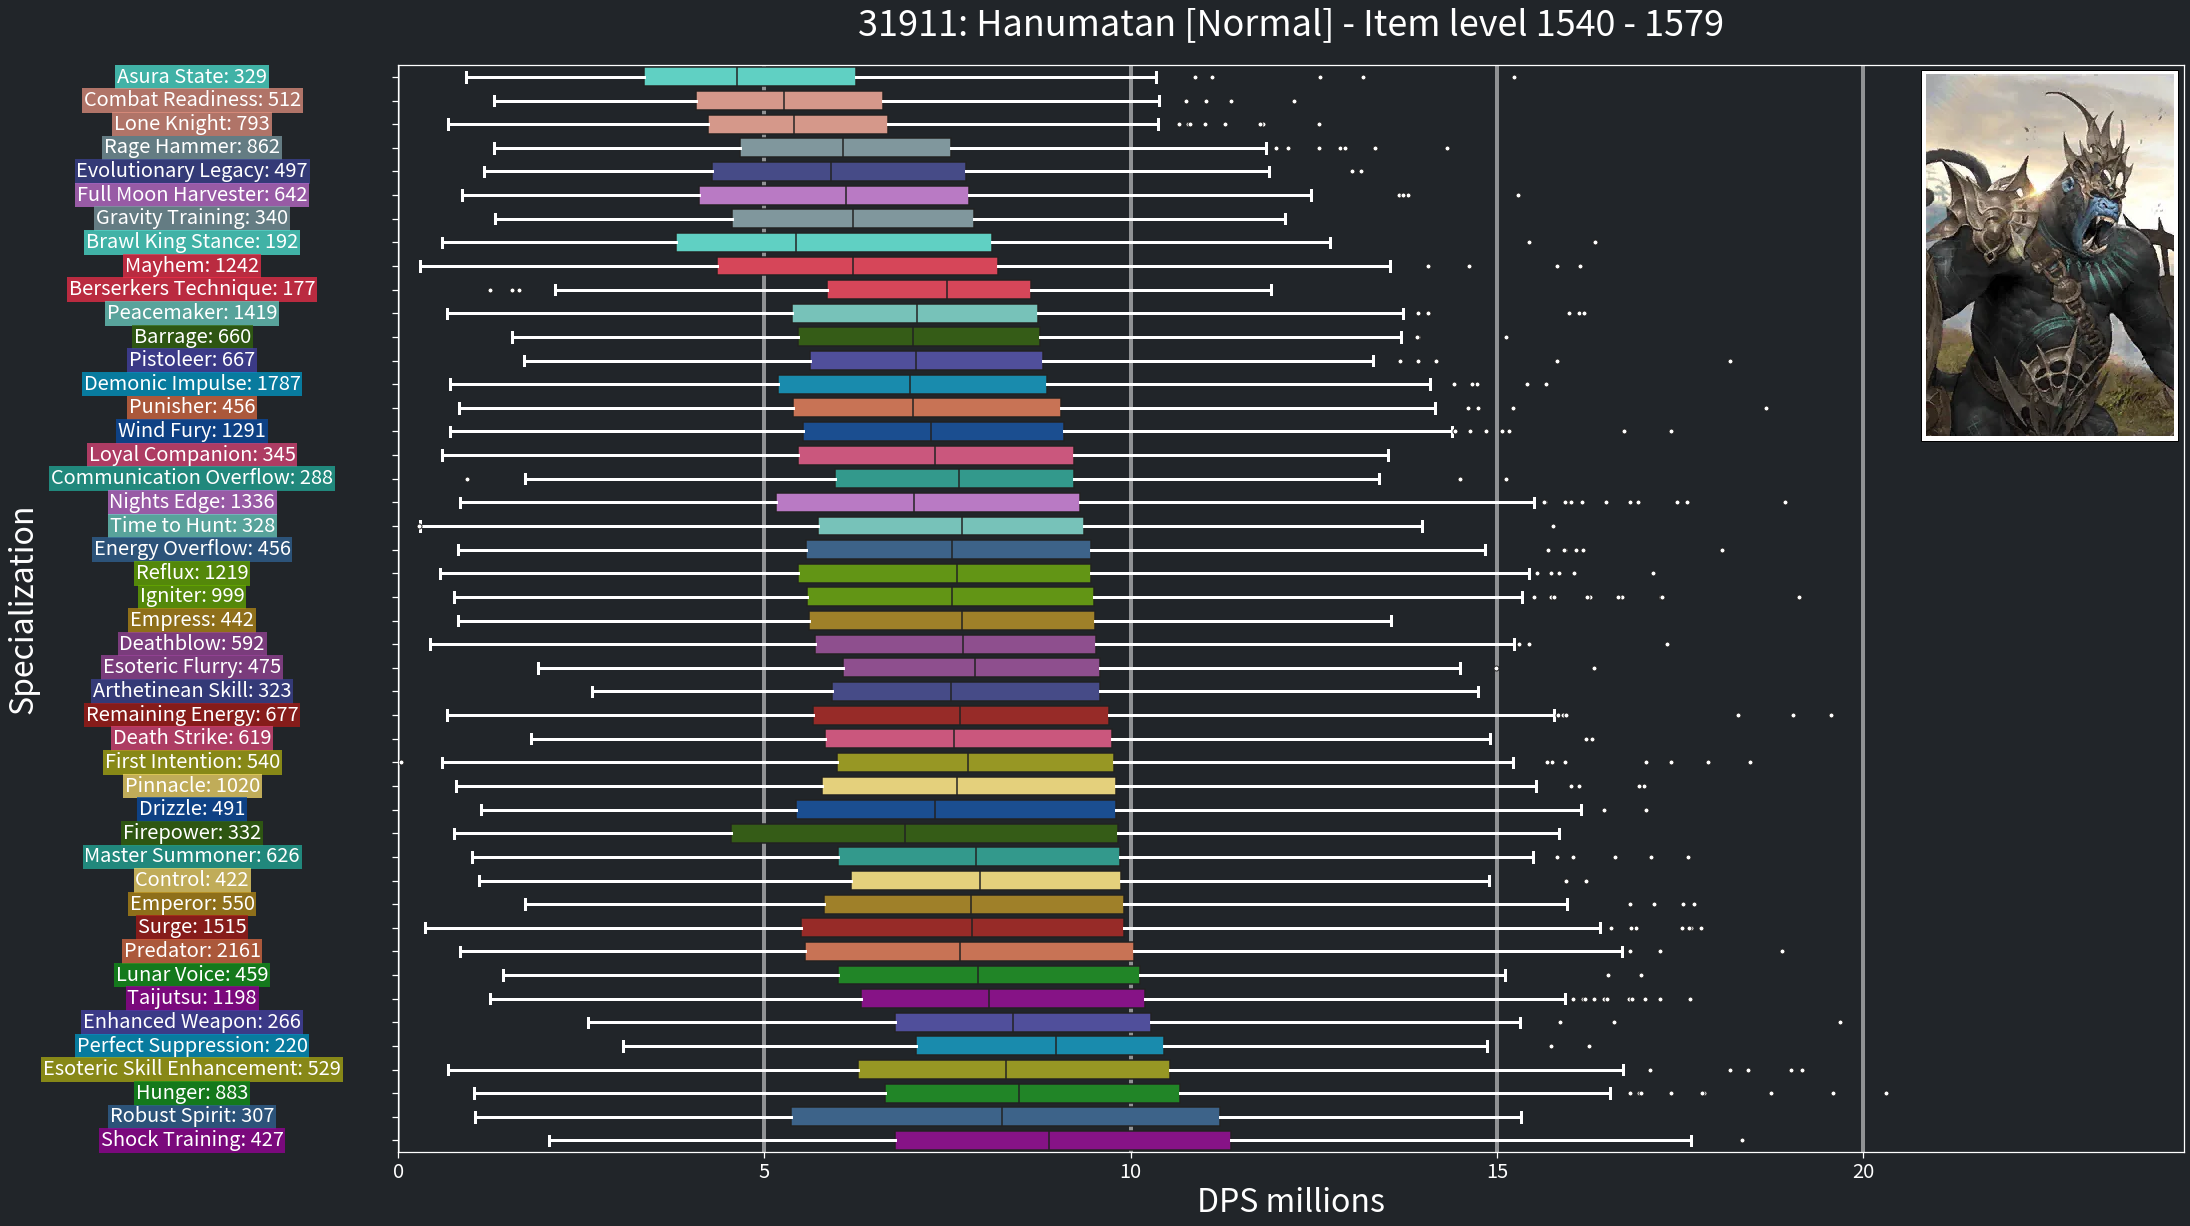 31911: Hanumatan [Normal] - Item level 1540 - 1579
Specialization
Asura State: 329
Combat Readiness: 512
Lone Knight: 793
Rage Hammer: 862
Evolutionary Legacy: 497
Full Moon Harvester: 642
Gravity Training: 340
Brawl King Stance: 192
Mayhem: 1242
Berserkers Technique: 177
Peacemaker: 1419
Barrage: 660
Pistoleer: 667
Demonic Impulse: 1787
Punisher: 456
Wind Fury: 1291
Loyal Companion: 345
Communication Overflow: 288
Nights Edge: 1336
Time to Hunt: 328
Energy Overflow: 456
Reflux: 1219
Igniter: 999
Empress: 442
Deathblow: 592
Esoteric Flurry: 475
Arthetinean Skill: 323
Remaining Energy: 677
Death Strike: 619
First Intention: 540
Pinnacle: 1020
Drizzle: 491
Firepower: 332
Master Summoner: 626
Control: 422
Emperor: 550
Surge: 1515
Predator: 2161
Lunar Voice: 459
Taijutsu: 1198
Enhanced Weapon: 266
Perfect Suppression: 220
Esoteric Skill Enhancement: 529
Hunger: 883
Robust Spirit: 307
Shock Training: 427
0 5 10 15 20
DPS millions